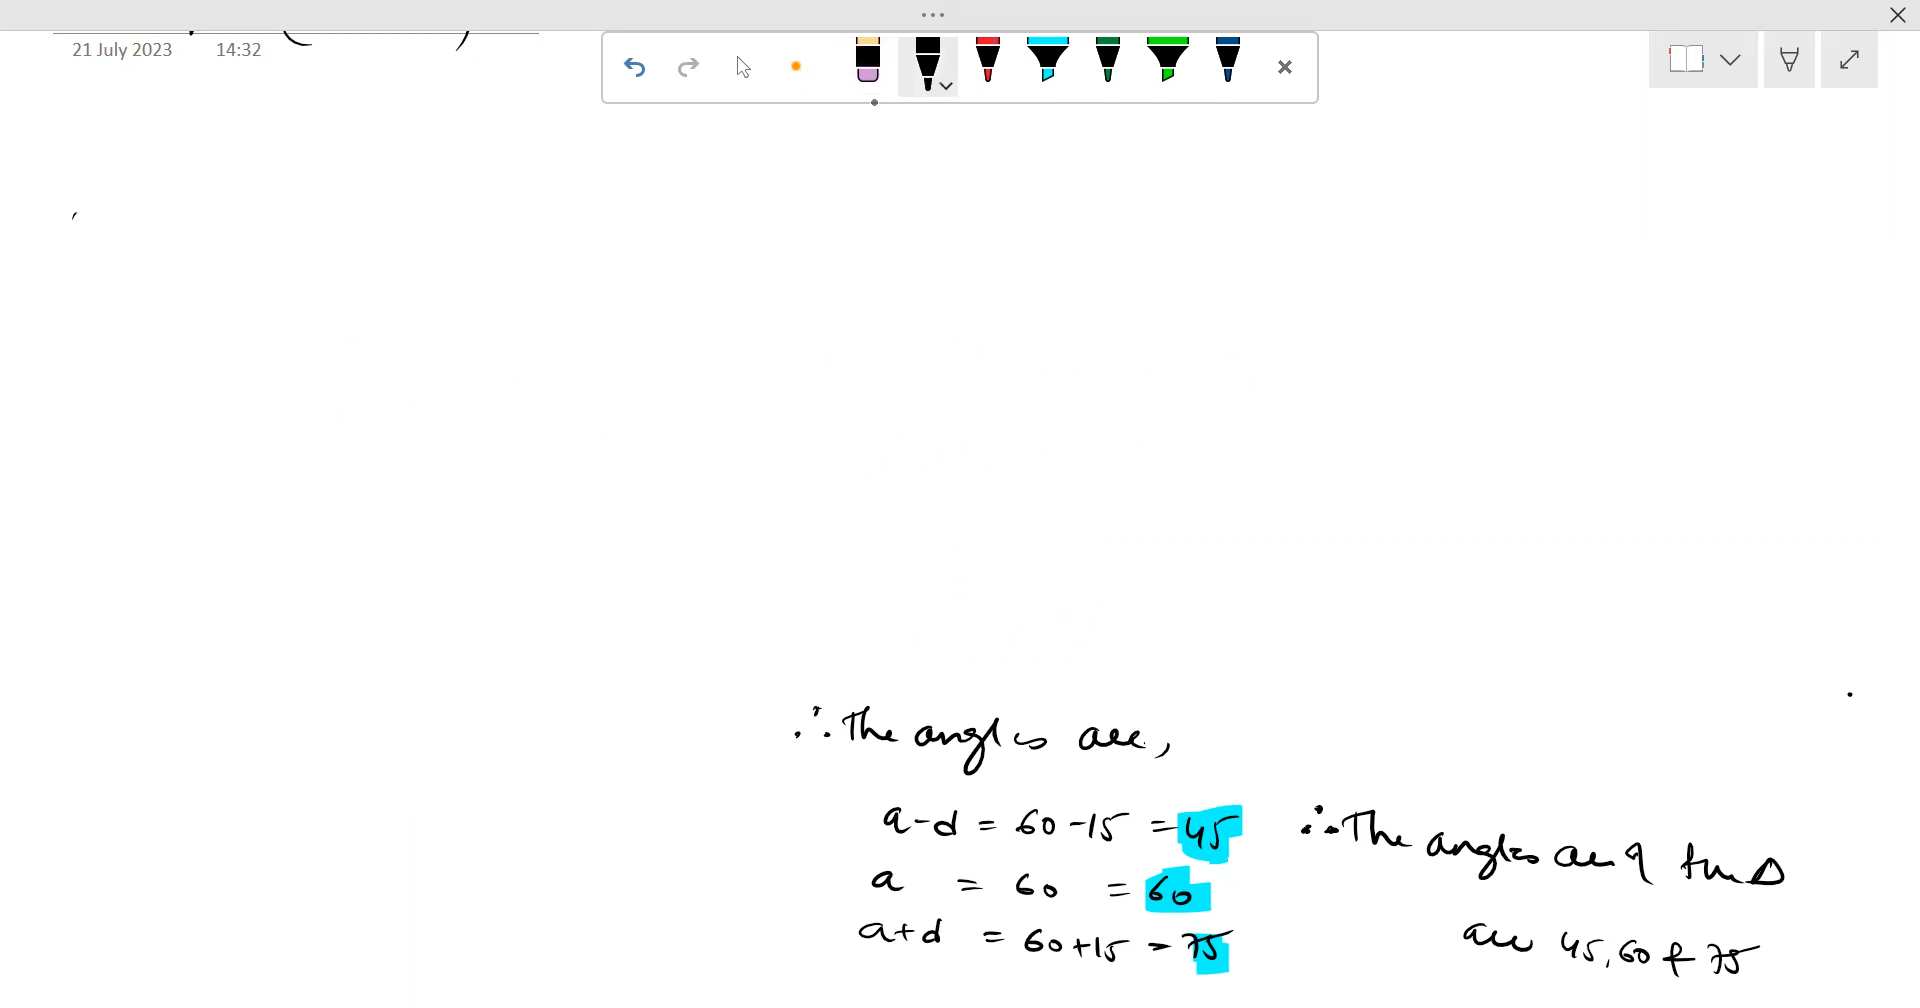 21 July 2023 14:32
∴ The angles are,
a-d = 60-15 = 45
a = 60 = 60
a+d = 60+15 = 75
∴ The angles are of the Δ
are 45, 60 & 75